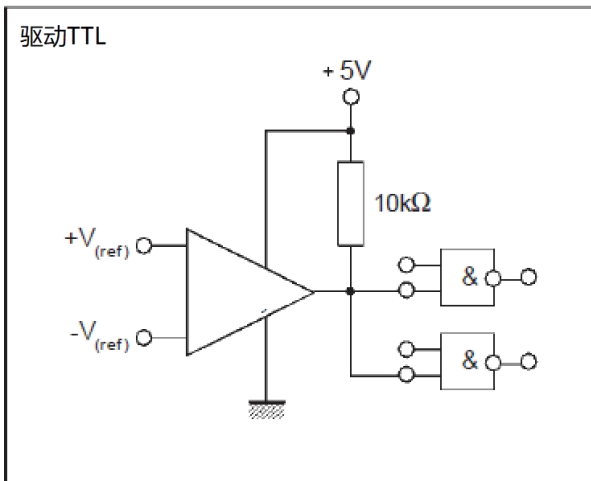 驱动TTL
+ 5V
10kΩ
+V(ref)
&
-V(ref)
&